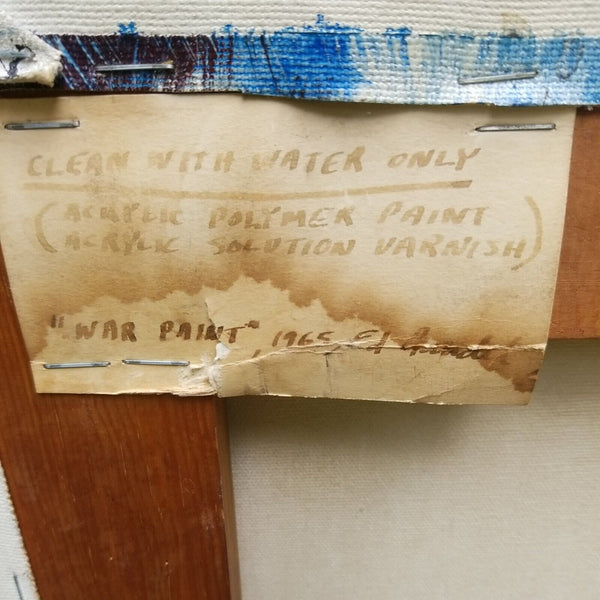 CLEAN WITH WATER ONLY
(ACRYLIC POLYMER PAINT
ACRYLIC SOLUTION VARNISH)
"WAR PAINT", 1965